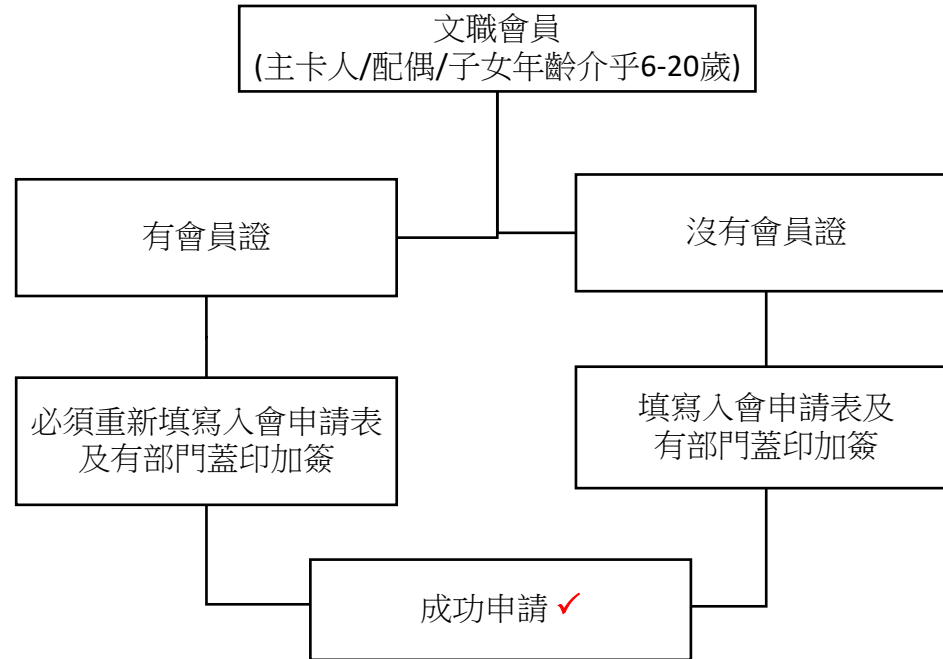 文職會員
(主卡人/配偶/子女年齡介乎6-20歲)
有會員證
沒有會員證
必須重新填寫入會申請表
及有部門蓋印加簽
填寫入會申請表及
有部門蓋印加簽
成功申請 ✓